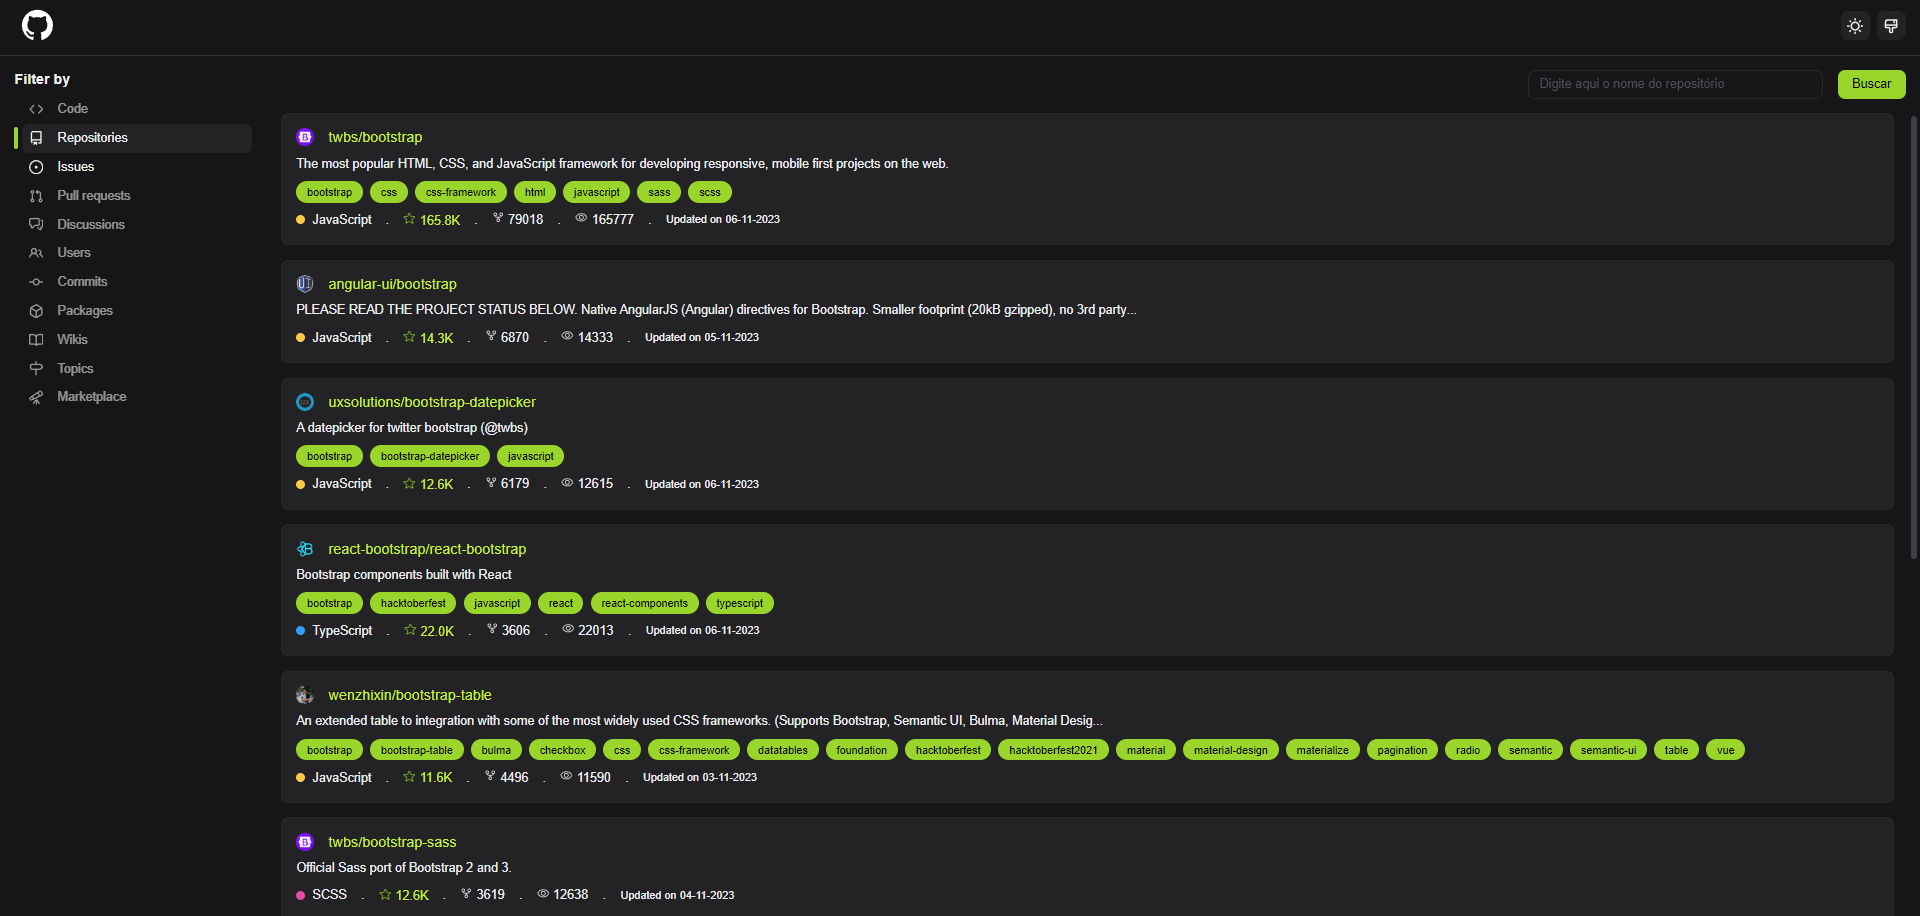 Filter by
Code
Repositories
Issues
Pull requests
Discussions
Users
Commits
Packages
Wikis
Topics
Marketplace
Digite aqui o nome do repositório
Buscar
twbs/bootstrap
The most popular HTML, CSS, and JavaScript framework for developing responsive, mobile first projects on the web.
bootstrap css css-framework html javascript sass scss
JavaScript . 165.8K . 79018 . 165777 . Updated on 06-11-2023
angular-ui/bootstrap
PLEASE READ THE PROJECT STATUS BELOW. Native AngularJS (Angular) directives for Bootstrap. Smaller footprint (20kB gzipped), no 3rd party...
JavaScript . 14.3K . 6870 . 14333 . Updated on 05-11-2023
uxsolutions/bootstrap-datepicker
A datepicker for twitter bootstrap (@twbs)
bootstrap bootstrap-datepicker javascript
JavaScript . 12.6K . 6179 . 12615 . Updated on 06-11-2023
react-bootstrap/react-bootstrap
Bootstrap components built with React
bootstrap hacktoberfest javascript react react-components typescript
TypeScript . 22.0K . 3606 . 22013 . Updated on 06-11-2023
wenzhixin/bootstrap-table
An extended table to integration with some of the most widely used CSS frameworks. (Supports Bootstrap, Semantic UI, Bulma, Material Desig...
bootstrap bootstrap-table bulma checkbox css css-framework datatables foundation hacktoberfest hacktoberfest2021 material material-design materialize pagination radio semantic semantic-ui table vue
JavaScript . 11.6K . 4496 . 11590 . Updated on 03-11-2023
twbs/bootstrap-sass
Official Sass port of Bootstrap 2 and 3.
SCSS . 12.6K . 3619 . 12638 . Updated on 04-11-2023